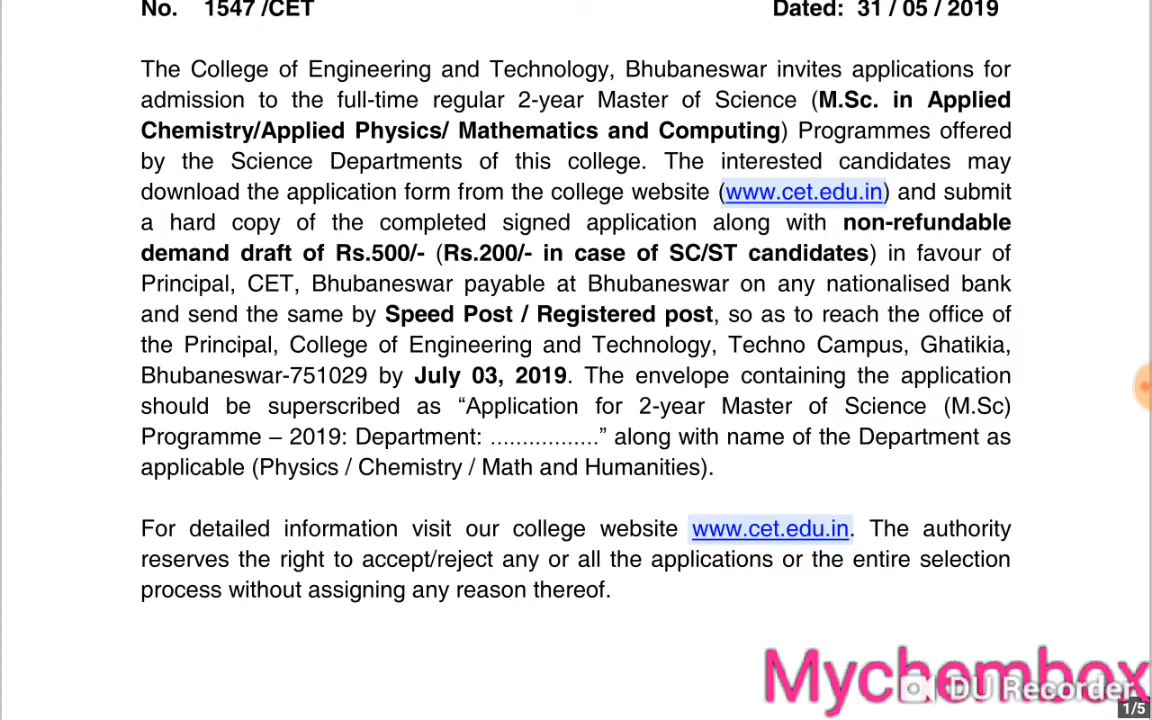 No. 1547 /CET Dated: 31 / 05 / 2019
The College of Engineering and Technology, Bhubaneswar invites applications for
admission to the full-time regular 2-year Master of Science (M.Sc. in Applied
Chemistry/Applied Physics/ Mathematics and Computing) Programmes offered
by the Science Departments of this college. The interested candidates may
download the application form from the college website (www.cet.edu.in) and submit
a hard copy of the completed signed application along with non-refundable
demand draft of Rs.500/- (Rs.200/- in case of SC/ST candidates) in favour of
Principal, CET, Bhubaneswar payable at Bhubaneswar on any nationalised bank
and send the same by Speed Post / Registered post, so as to reach the office of
the Principal, College of Engineering and Technology, Techno Campus, Ghatikia,
Bhubaneswar-751029 by July 03, 2019. The envelope containing the application
should be superscribed as “Application for 2-year Master of Science (M.Sc)
Programme – 2019: Department: .................” along with name of the Department as
applicable (Physics / Chemistry / Math and Humanities).
For detailed information visit our college website www.cet.edu.in. The authority
reserves the right to accept/reject any or all the applications or the entire selection
process without assigning any reason thereof.
Mychembox
DU Recorder
1/5